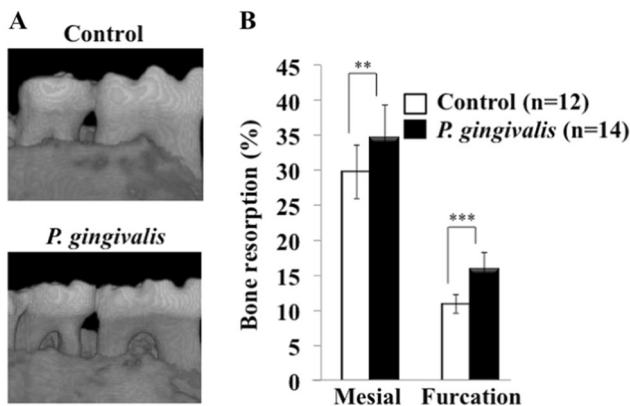 A
Control
P. gingivalis
B
Bone resorption (%)
45
40
35
30
25
20
15
10
5
0
**
***
Control (n=12)
P. gingivalis (n=14)
Mesial Furcation